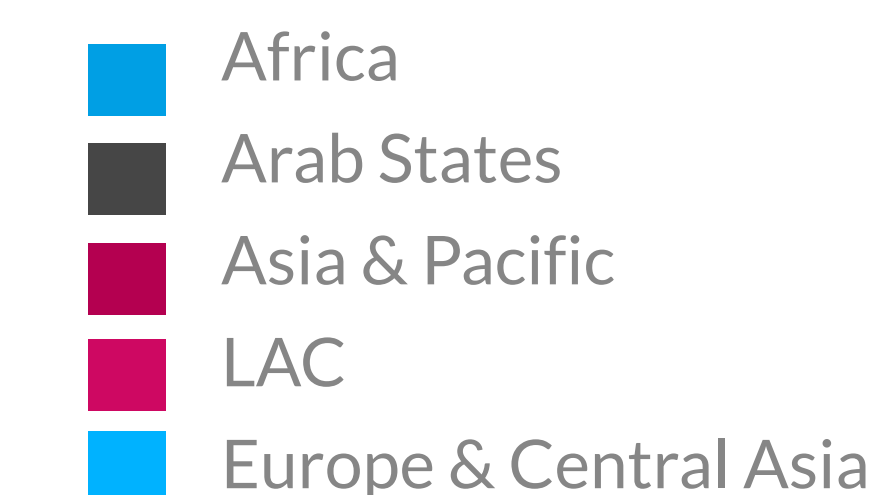 Africa
Arab States
Asia & Pacific
LAC
Europe & Central Asia